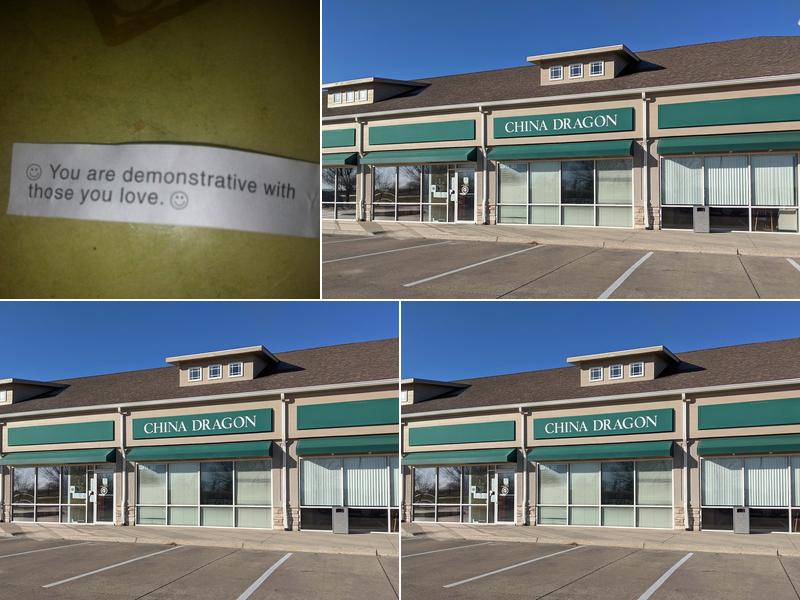 ☺ You are demonstrative with
those you love. ☺
CHINA DRAGON
CHINA DRAGON
CHINA DRAGON